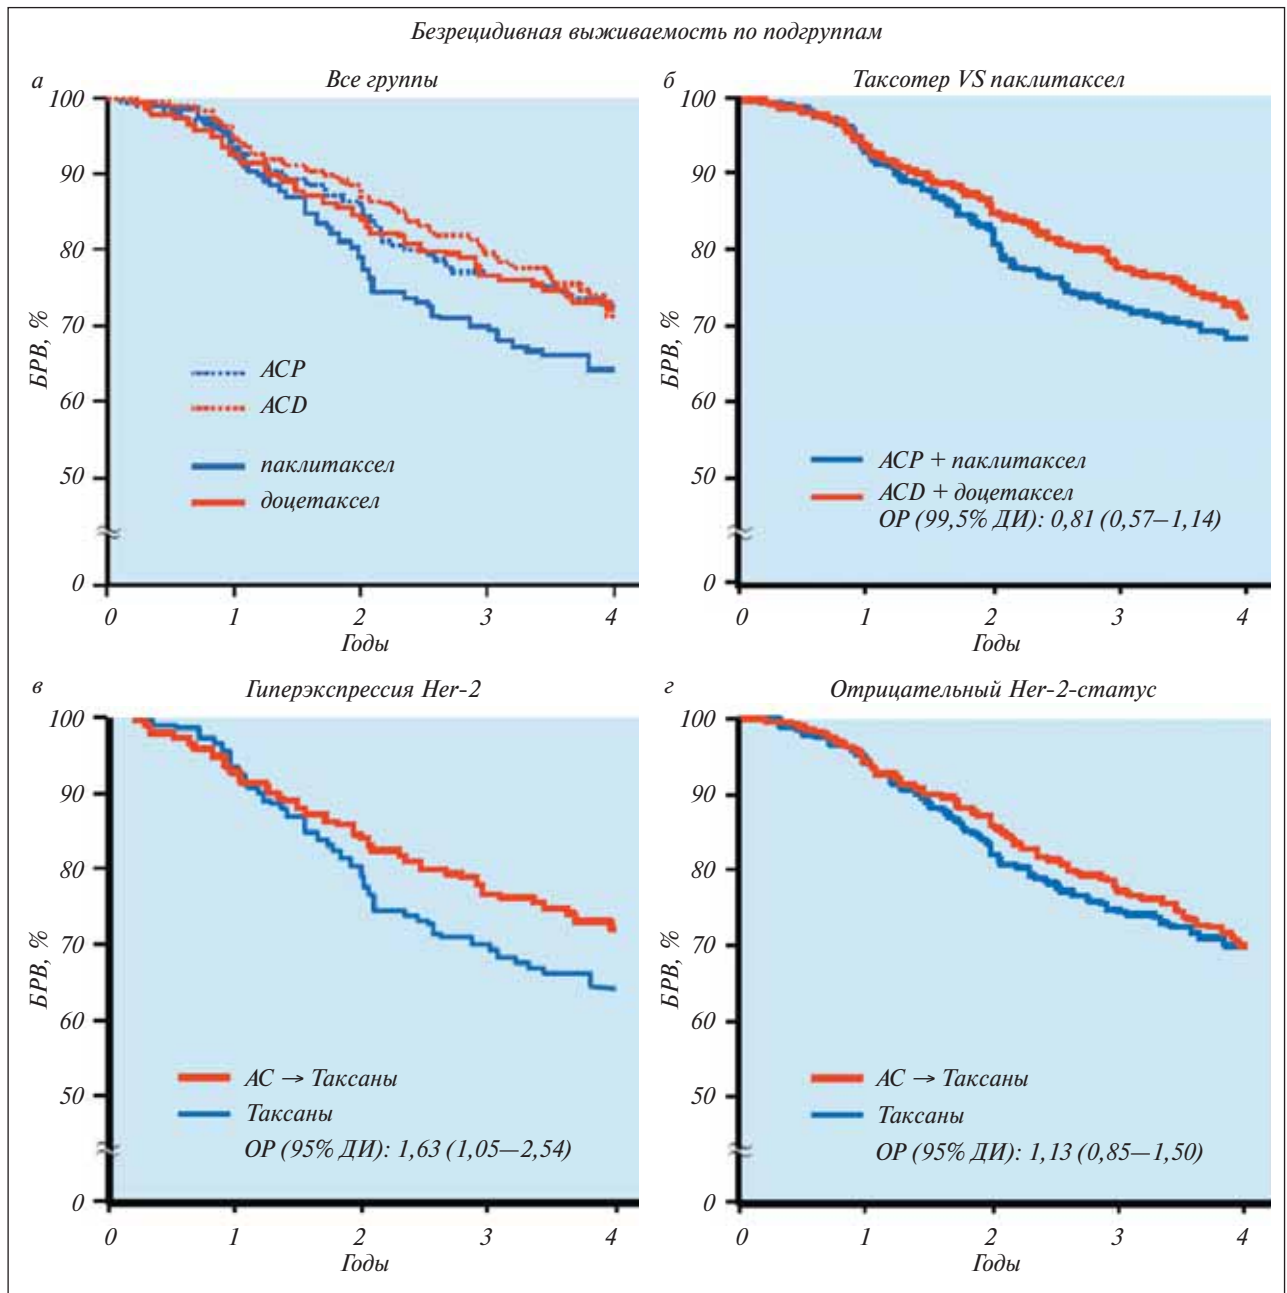 Безрецидивная выживаемость по подгруппам
а
Все группы
100
90
80
70
60
50
0
БРВ, %
ACP
ACD
паклитаксел
доцетаксел
0 1 2 3 4
Годы
б
Таксотер VS паклитаксел
100
90
80
70
60
50
0
БРВ, %
ACP + паклитаксел
ACD + доцетаксел
ОР (99,5% ДИ): 0,81 (0,57—1,14)
0 1 2 3 4
Годы
в
Гиперэкспрессия Her-2
100
90
80
70
60
50
0
БРВ, %
AC → Таксаны
Таксаны
ОР (95% ДИ): 1,63 (1,05—2,54)
0 1 2 3 4
Годы
г
Отрицательный Her-2-статус
100
90
80
70
60
50
0
БРВ, %
AC → Таксаны
Таксаны
ОР (95% ДИ): 1,13 (0,85—1,50)
0 1 2 3 4
Годы